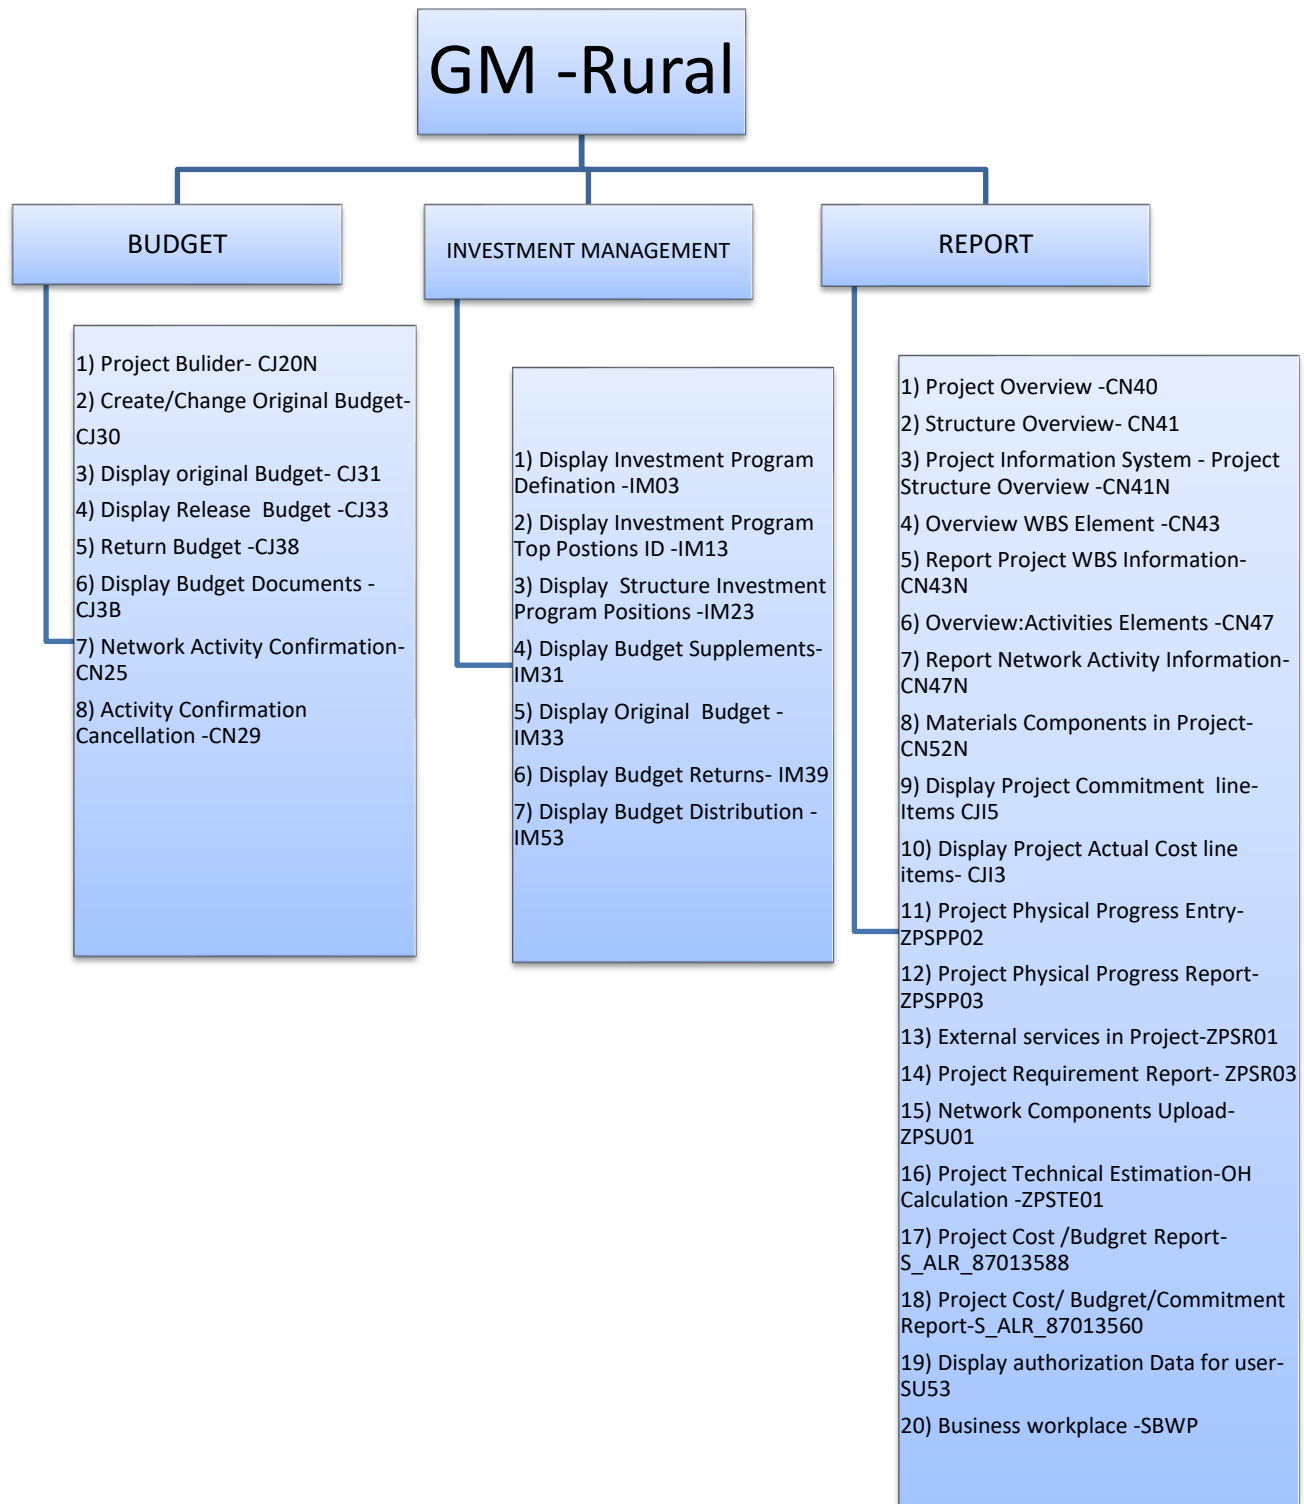 GM -Rural
BUDGET
INVESTMENT MANAGEMENT
REPORT
1) Project Bulider- CJ20N
2) Create/Change Original Budget-
CJ30
3) Display original Budget- CJ31
4) Display Release  Budget -CJ33
5) Return Budget -CJ38
6) Display Budget Documents -
CJ3B
7) Network Activity Confirmation-
CN25
8) Activity Confirmation
Cancellation -CN29
1) Display Investment Program
Defination -IM03
2) Display Investment Program
Top Postions ID -IM13
3) Display  Structure Investment
Program Positions -IM23
4) Display Budget Supplements-
IM31
5) Display Original  Budget -
IM33
6) Display Budget Returns- IM39
7) Display Budget Distribution -
IM53
1) Project Overview -CN40
2) Structure Overview- CN41
3) Project Information System - Project
Structure Overview -CN41N
4) Overview WBS Element -CN43
5) Report Project WBS Information-
CN43N
6) Overview:Activities Elements -CN47
7) Report Network Activity Information-
CN47N
8) Materials Components in Project-
CN52N
9) Display Project Commitment  line-
Items CJI5
10) Display Project Actual Cost line
items- CJI3
11) Project Physical Progress Entry-
ZPSPP02
12) Project Physical Progress Report-
ZPSPP03
13) External services in Project-ZPSR01
14) Project Requirement Report- ZPSR03
15) Network Components Upload-
ZPSU01
16) Project Technical Estimation-OH
Calculation -ZPSTE01
17) Project Cost /Budgret Report-
S_ALR_87013588
18) Project Cost/ Budgret/Commitment
Report-S_ALR_87013560
19) Display authorization Data for user-
SU53
20) Business workplace -SBWP